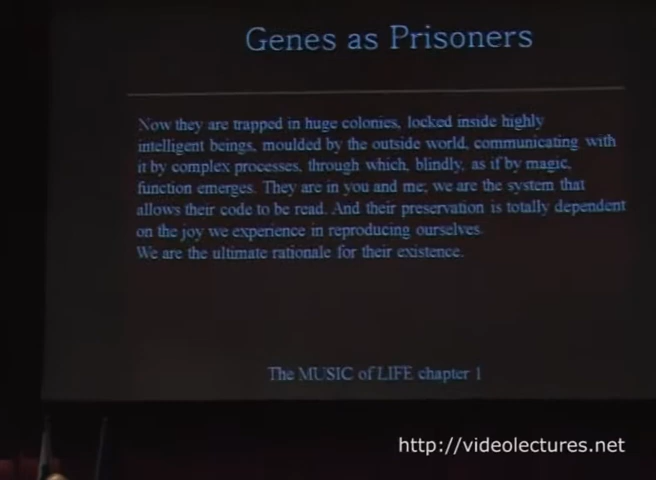 Genes as Prisoners
Now they are trapped in huge colonies, locked inside highly
intelligent beings, moulded by the outside world, communicating with
it by complex processes, through which, blindly, as if by magic,
function emerges. They are in you and me; we are the system that
allows their code to be read. And their preservation is totally dependent
on the joy we experience in reproducing ourselves.
We are the ultimate rationale for their existence.
The MUSIC of LIFE chapter 1
http://videolectures.net